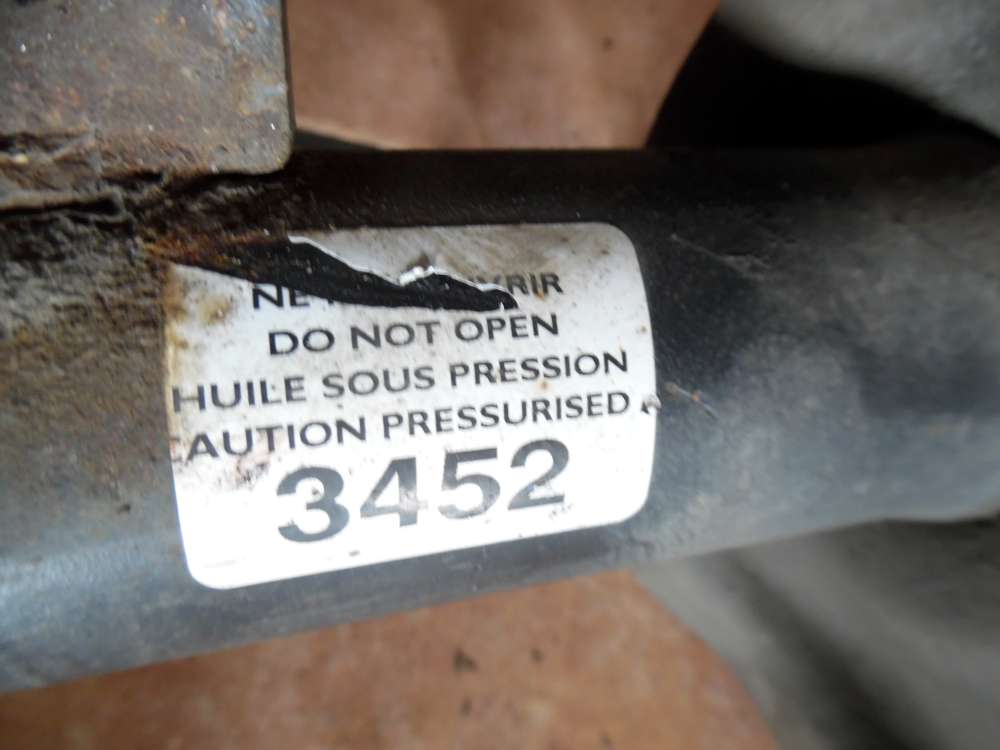 NE
DO NOT OPEN
HUILE SOUS PRESSION
CAUTION PRESSURISED
3452